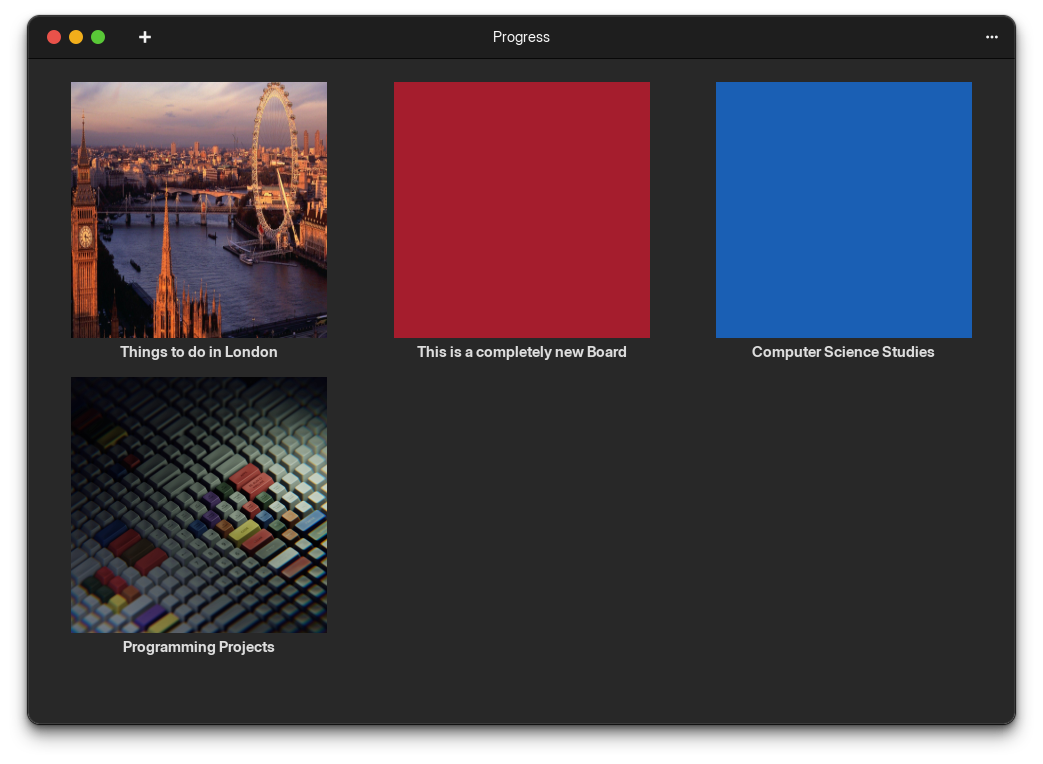 Progress
Things to do in London
This is a completely new Board
Computer Science Studies
Programming Projects